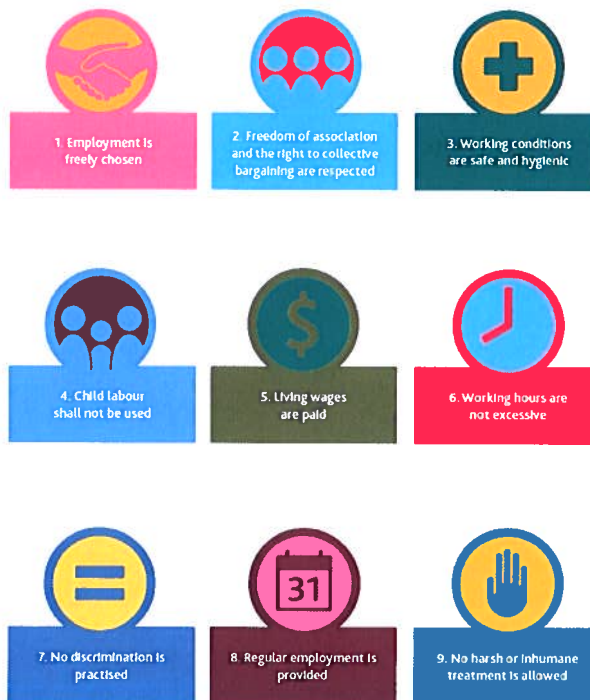 1. Employment is
freely chosen
2. Freedom of association
and the right to collective
bargaining are respected
3. Working conditions
are safe and hygienic
4. Child labour
shall not be used
$
5. Living wages
are paid
6. Working hours are
not excessive
7. No discrimination is
practised
31
8. Regular employment is
provided
9. No harsh or inhumane
treatment is allowed